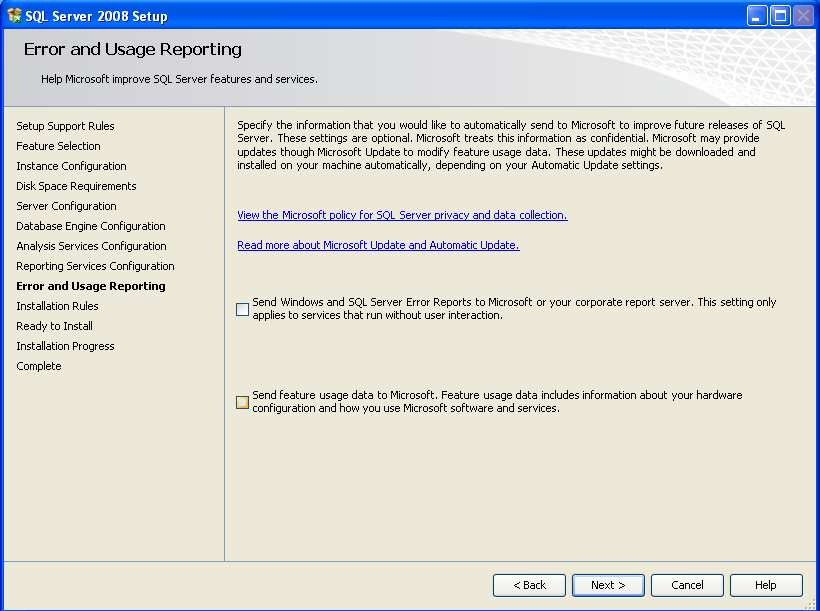 SQL Server 2008 Setup
Error and Usage Reporting
Help Microsoft improve SQL Server features and services.
Setup Support Rules
Feature Selection
Instance Configuration
Disk Space Requirements
Server Configuration
Database Engine Configuration
Analysis Services Configuration
Reporting Services Configuration
Error and Usage Reporting
Installation Rules
Ready to Install
Installation Progress
Complete
Specify the information that you would like to automatically send to Microsoft to improve future releases of SQL
Server. These settings are optional. Microsoft treats this information as confidential. Microsoft may provide
updates though Microsoft Update to modify feature usage data. These updates might be downloaded and
installed on your machine automatically, depending on your Automatic Update settings.
View the Microsoft policy for SQL Server privacy and data collection.
Read more about Microsoft Update and Automatic Update.
Send Windows and SQL Server Error Reports to Microsoft or your corporate report server. This setting only
applies to services that run without user interaction.
Send feature usage data to Microsoft. Feature usage data includes information about your hardware
configuration and how you use Microsoft software and services.
< Back
Next >
Cancel
Help